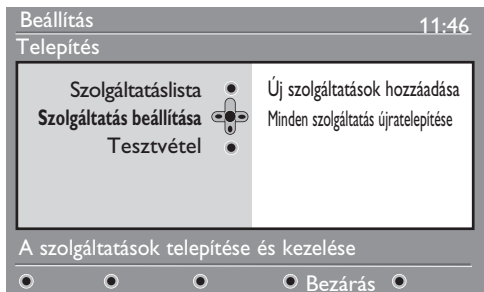 Beállítás 11:46
Telepítés
Szolgáltatáslista
Szolgáltatás beállítása
Tesztvétel
Új szolgáltatások hozzáadása
Minden szolgáltatás újratelepítése
A szolgáltatások telepítése és kezelése
Bezárás